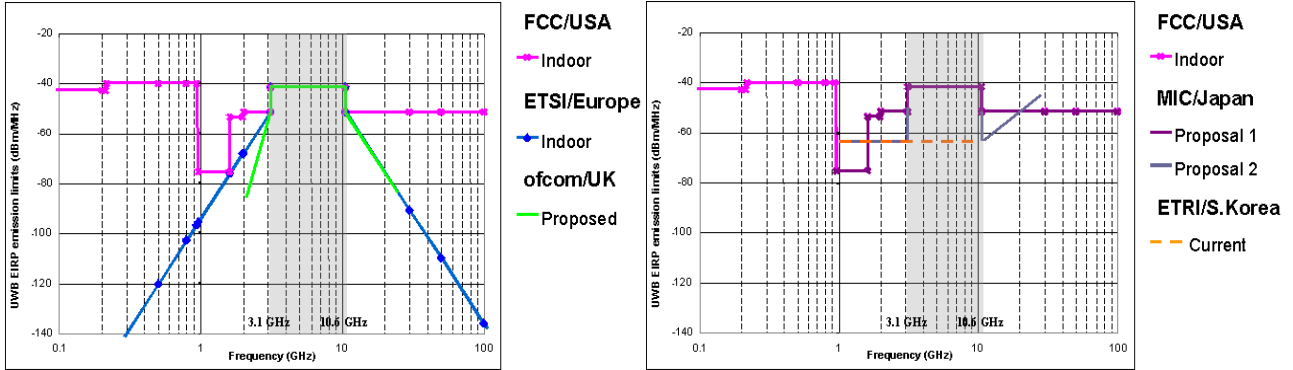 FCC/USA
Indoor
ETSI/Europe
Indoor
ofcom/UK
Proposed
UWB EIRP emission limits (dBm/MHz)
-20
-40
-60
-80
-100
-120
-140
3.1 GHz
10.6 GHz
0.1
1
10
100
Frequency (GHz)
FCC/USA
Indoor
MIC/Japan
Proposal 1
Proposal 2
ETRI/S.Korea
Current
UWB EIRP emission limits (dBm/MHz)
-20
-40
-60
-80
-100
-120
-140
3.1 GHz
10.6 GHz
0.1
1
10
100
Frequency (GHz)